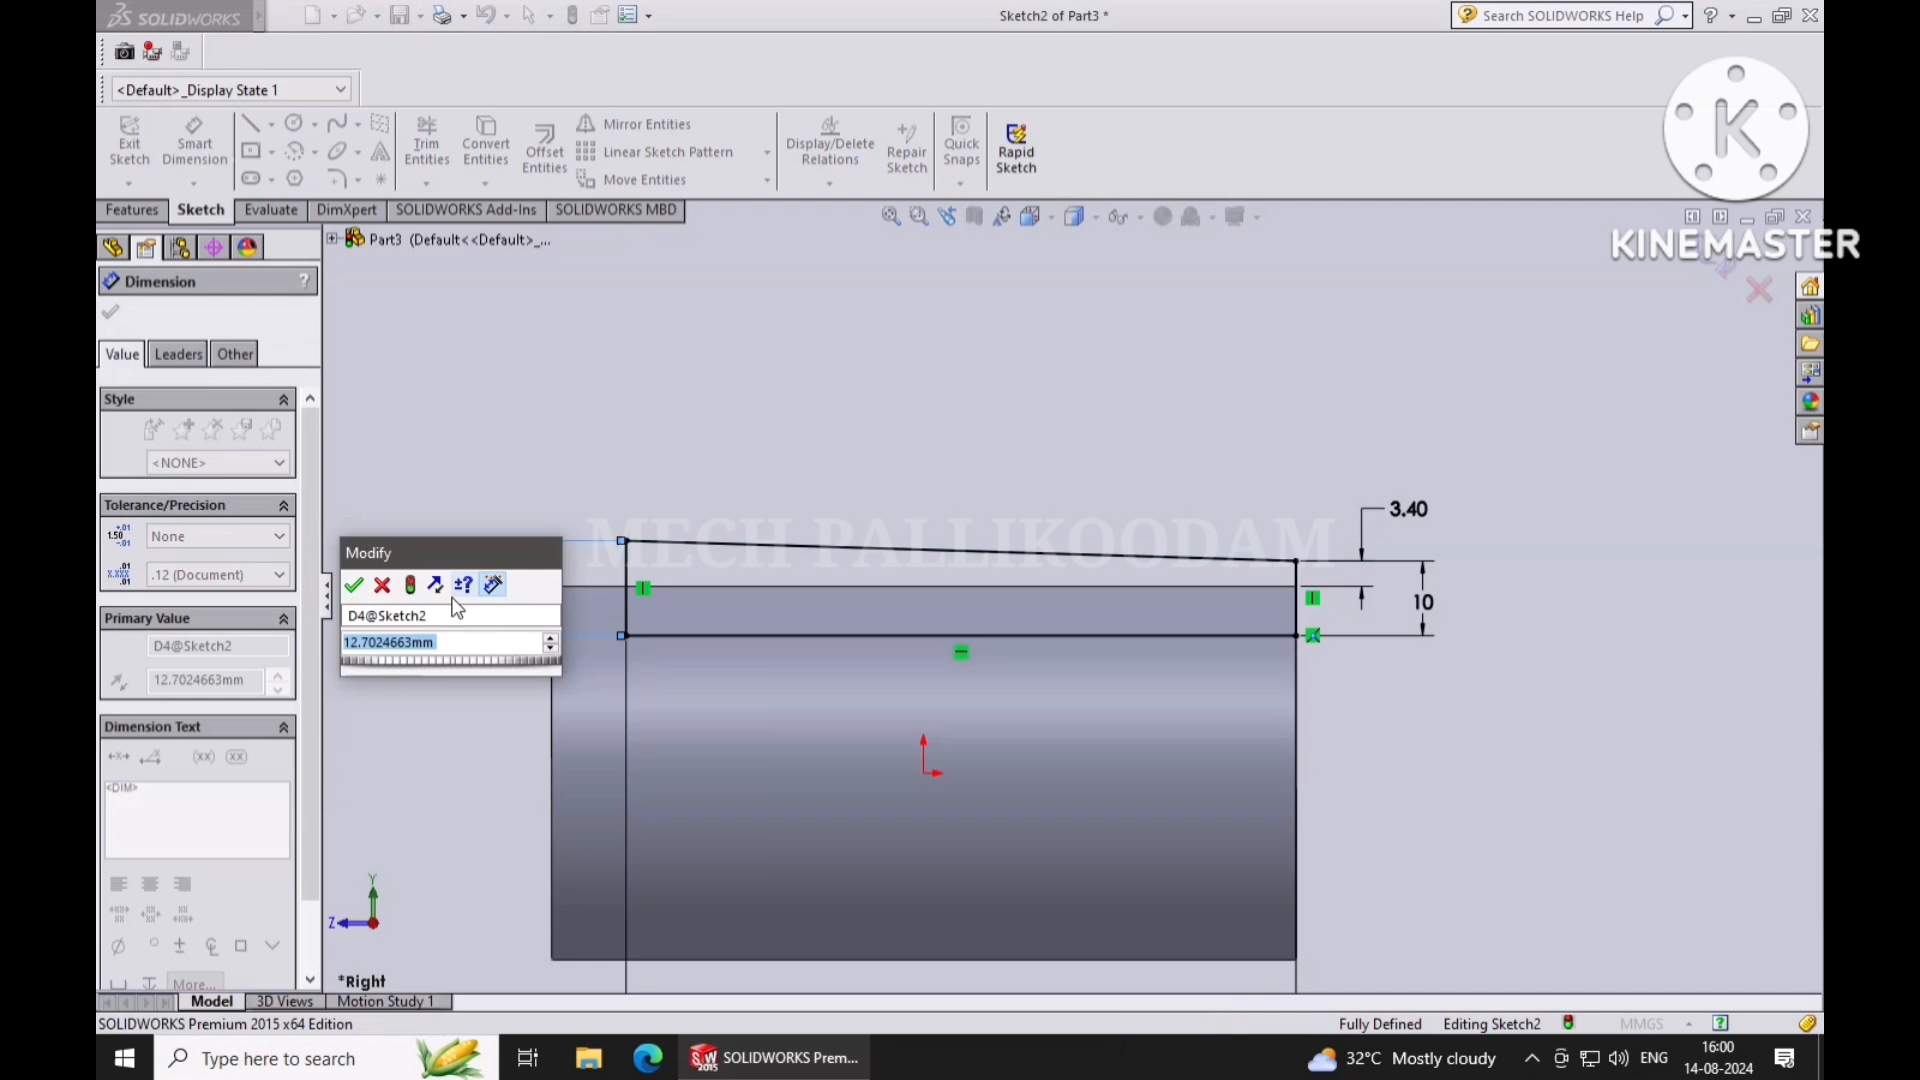 SOLIDWORKS
Sketch2 of Part3 *
Search SOLIDWORKS Help
<Default>_Display State 1
Exit Sketch
Smart Dimension
Trim Entities
Convert Entities
Offset Entities
Mirror Entities
Linear Sketch Pattern
Move Entities
Display/Delete Relations
Repair Sketch
Quick Snaps
Rapid Sketch
K
KINEMASTER
Features
Sketch
Evaluate
DimXpert
SOLIDWORKS Add-Ins
SOLIDWORKS MBD
Part3 (Default<<Default>_...
Dimension
?
Value
Leaders
Other
Style
<NONE>
Tolerance/Precision
None
.12 (Document)
Primary Value
D4@Sketch2
12.7024663mm
Dimension Text
<DIM>
More...
Modify
D4@Sketch2
12.7024663mm
MECH PALLIKOODAM
3.40
10
Y
Z
*Right
Model
3D Views
Motion Study 1
SOLIDWORKS Premium 2015 x64 Edition
Fully Defined
Editing Sketch2
MMGS
Type here to search
SOLIDWORKS Prem...
32°C Mostly cloudy
ENG
16:00
14-08-2024